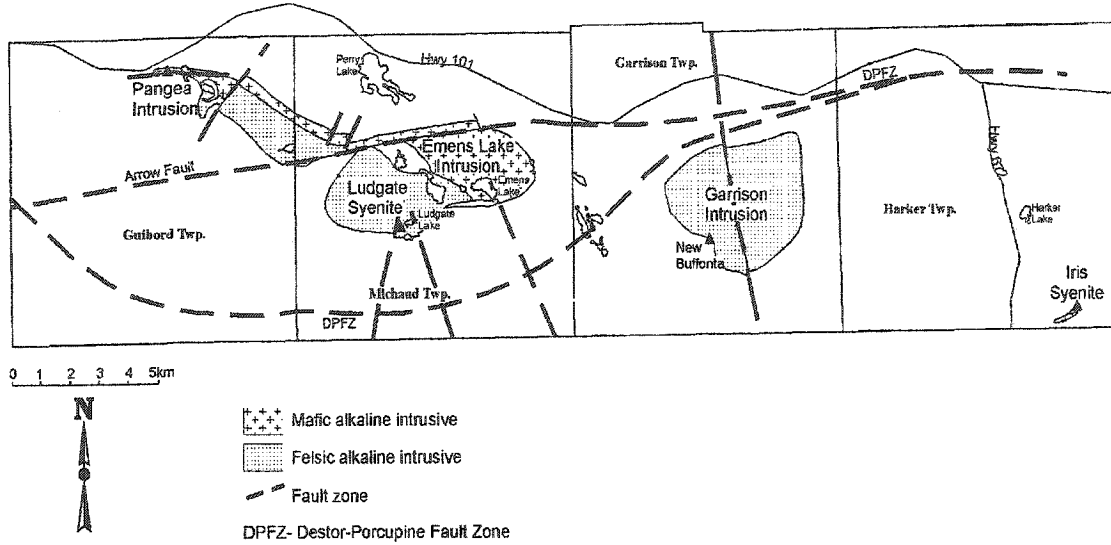 Perry
Lake
Hwy 101
Garrison Twp.
DPFZ
Pangea
Intrusion
Arrow Fault
Emens Lake
Intrusion
Emens
Lake
Ludgate
Syenite
Ludgate
Lake
Garrison
Intrusion
New
Buffonta
Guibord Twp.
Michaud Twp.
DPFZ
Harker Twp.
Harker
Lake
Iris
Syenite
0 1 2 3 4 5km
N
Mafic alkaline intrusive
Felsic alkaline intrusive
Fault zone
DPFZ- Destor-Porcupine Fault Zone